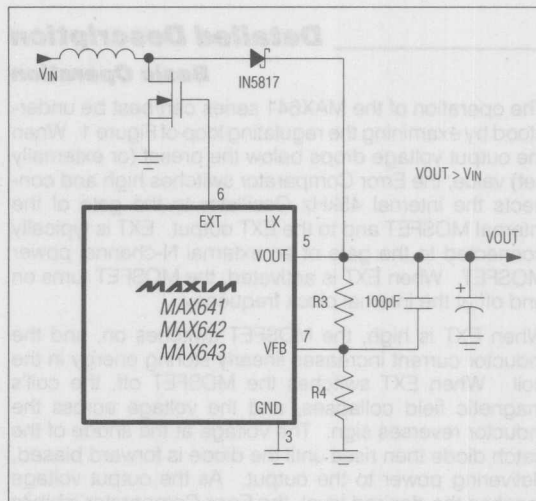 Detailed Description
Basic Operation
The operation of the MAX641 series can best be under-
stood by examining the regulating loop of Figure 1. When
the output voltage drops below the preset (or externally
set) value, the Error Comparator switches high and con-
nects the internal 45kHz Oscillator to the gate of the
internal MOSFET and to the EXT output. EXT is typically
connected to the gate of an external N-channel power
MOSFET. When EXT is activated, the MOSFET turns on
and off at the clock frequency.
When EXT is high, the MOSFET switches on, and the
inductor current increases linearly storing energy in the
coil. When EXT switches the MOSFET off, the coil's
magnetic field collapses, and the voltage across the
inductor reverses sign. The voltage at the anode of the
catch diode then rises until the diode is forward biased,
delivering power to the output. As the output voltage
VIN
IN5817
VOUT > VIN
6
EXT
LX
5
VOUT
VOUT
MAXIM
MAX641
MAX642
MAX643
R3
100pF
+
7
VFB
R4
GND
3